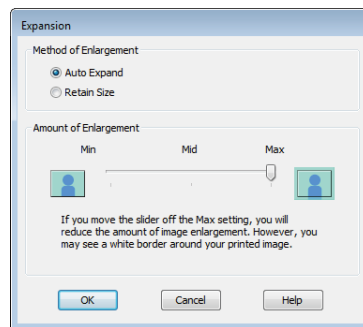 Expansion
Method of Enlargement
Auto Expand
Retain Size
Amount of Enlargement
Min Mid Max
If you move the slider off the Max setting, you will
reduce the amount of image enlargement. However, you
may see a white border around your printed image.
OK Cancel Help